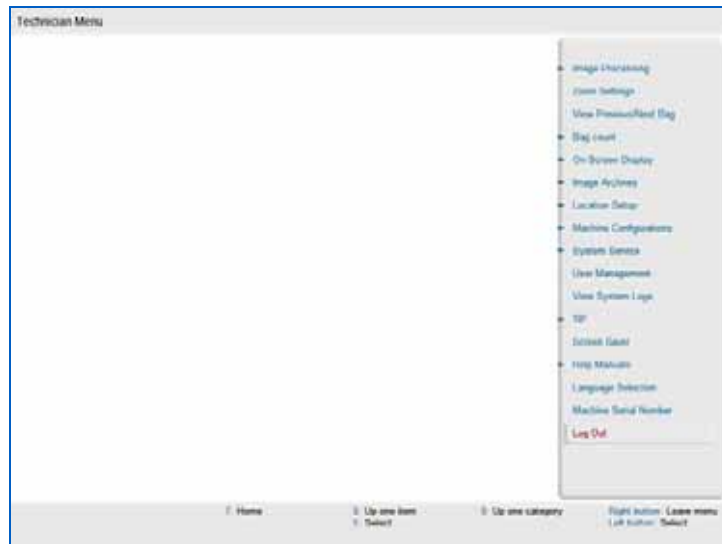 Technician Menu
Image Processing
Zoom Settings
View Previous/Next Bag
Bag count
On Screen Display
Image Archives
Location Setup
Machine Configurations
System Service
User Management
View System Logs
TIP
Screen Saver
Help Manuals
Language Selection
Machine Serial Number
Log Out
Home Up one item Up one category Right button: Leave menu
Select Left button: Select